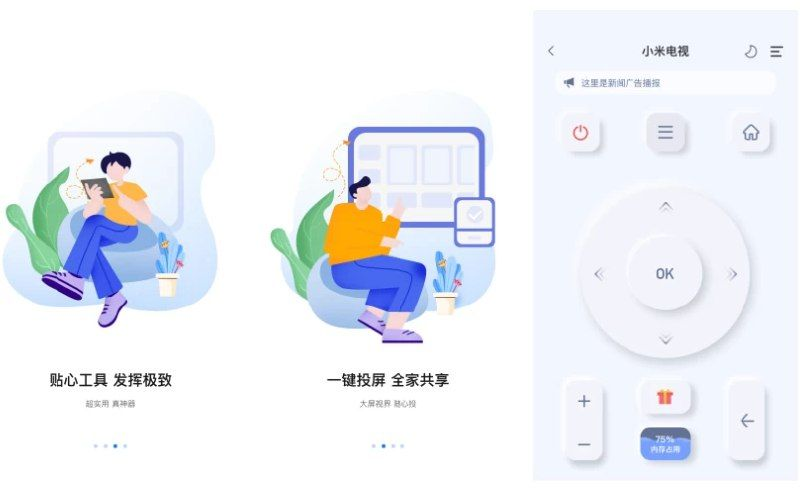 贴心工具 发挥极致
超实用 真神器
一键投屏 全家共享
大屏视界 随心投
小米电视
这里是新闻广告播报
OK
75%
内存占用